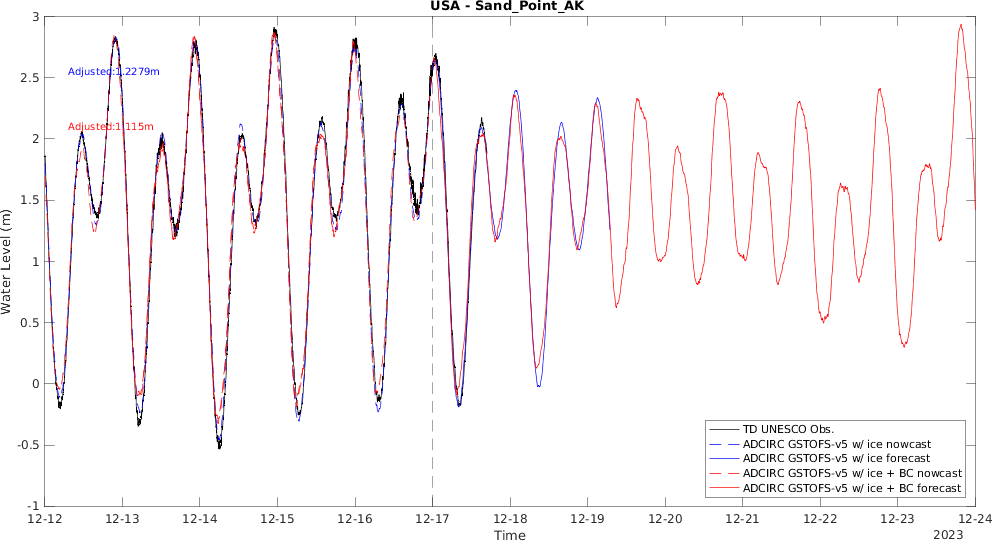 USA - Sand_Point_AK
3
2.5
2
1.5
1
0.5
0
-0.5
-1
Water Level (m)
Adjusted:1.2279m
Adjusted:1.115m
TD UNESCO Obs.
ADCIRC GSTOFS-v5 w/ ice nowcast
ADCIRC GSTOFS-v5 w/ ice forecast
ADCIRC GSTOFS-v5 w/ ice + BC nowcast
ADCIRC GSTOFS-v5 w/ ice + BC forecast
12-12 12-13 12-14 12-15 12-16 12-17 12-18 12-19 12-20 12-21 12-22 12-23 12-24
Time
2023